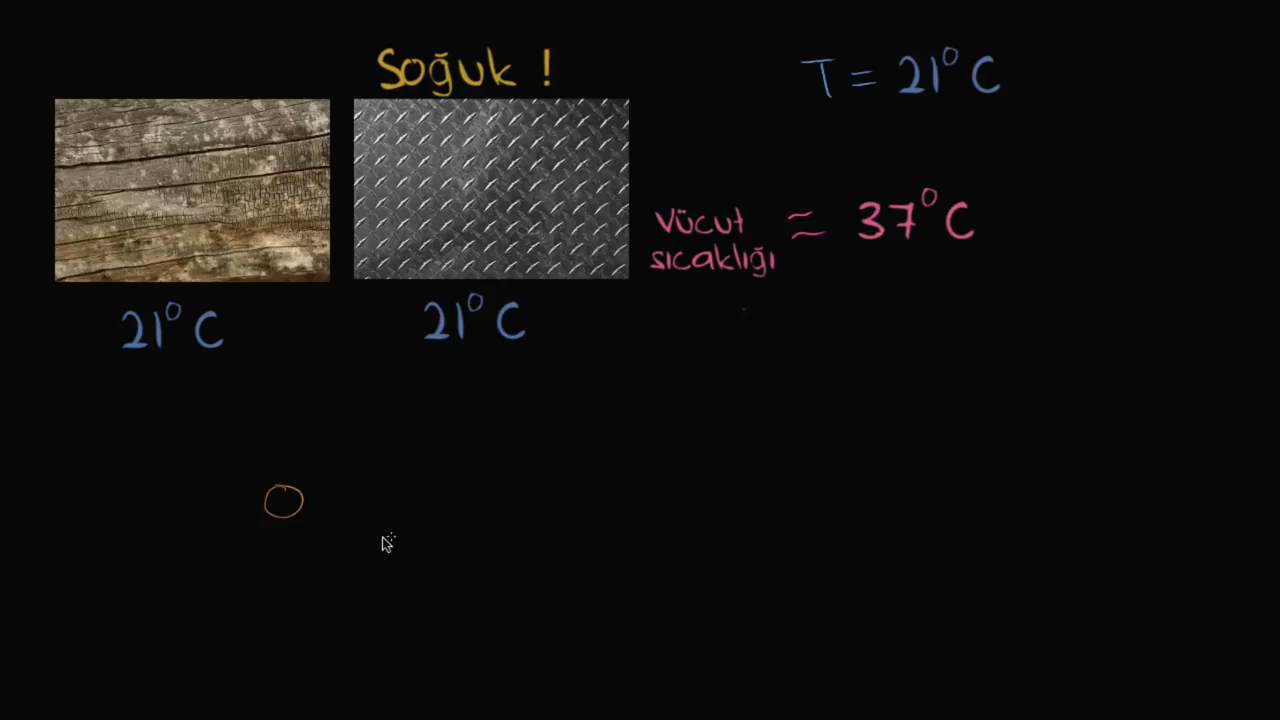 Soğuk !
T = 21° C
Vücut
sıcaklığı ≈ 37° C
21° C
21° C